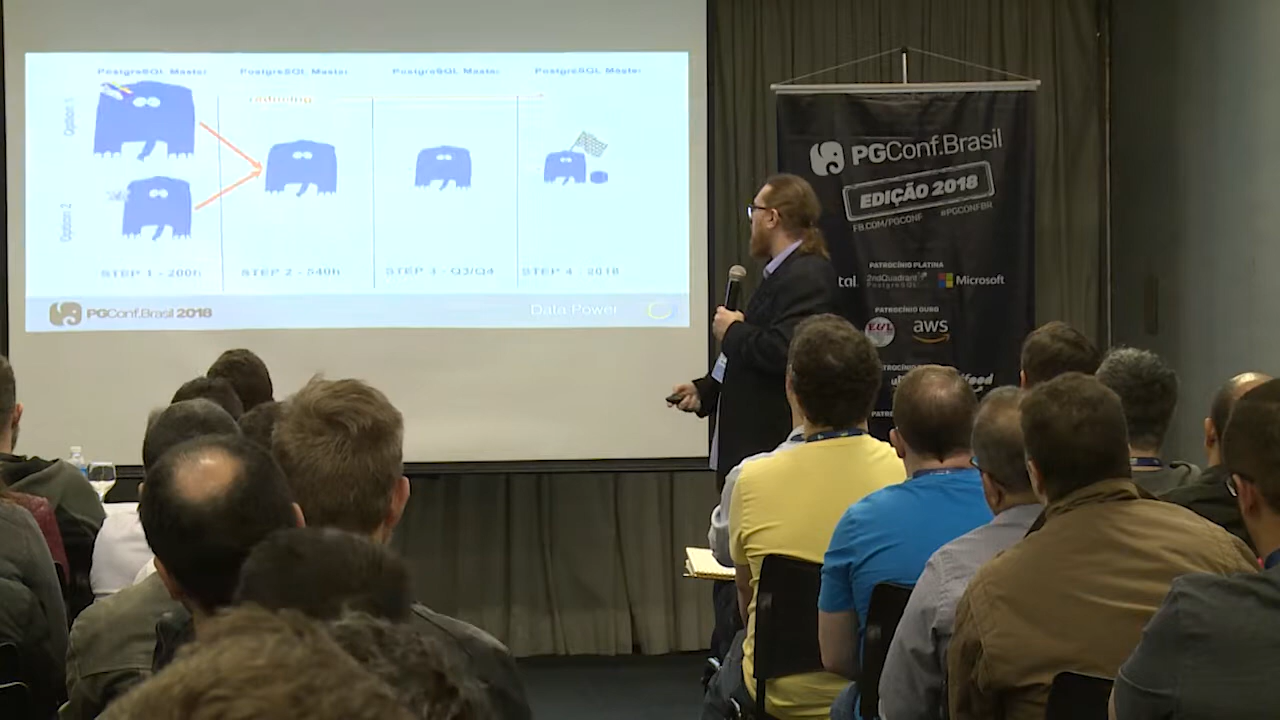 PostgreSQL Master
PostgreSQL Master
PostgreSQL Master
PostgreSQL Master
Option 1
reducing
Option 2
STEP 1 - 200h
STEP 2 - 540h
STEP 3 - Q3/Q4
STEP 4 - 2018
PGConf.Brasil 2018
Data Power
PGConf.Brasil
EDIÇÃO 2018
FB.COM/PGCONF
#PGCONFBR
PATROCÍNIO PLATINA
tal.
2ndQuadrant
PostgreSQL
Microsoft
PATROCÍNIO OURO
aws